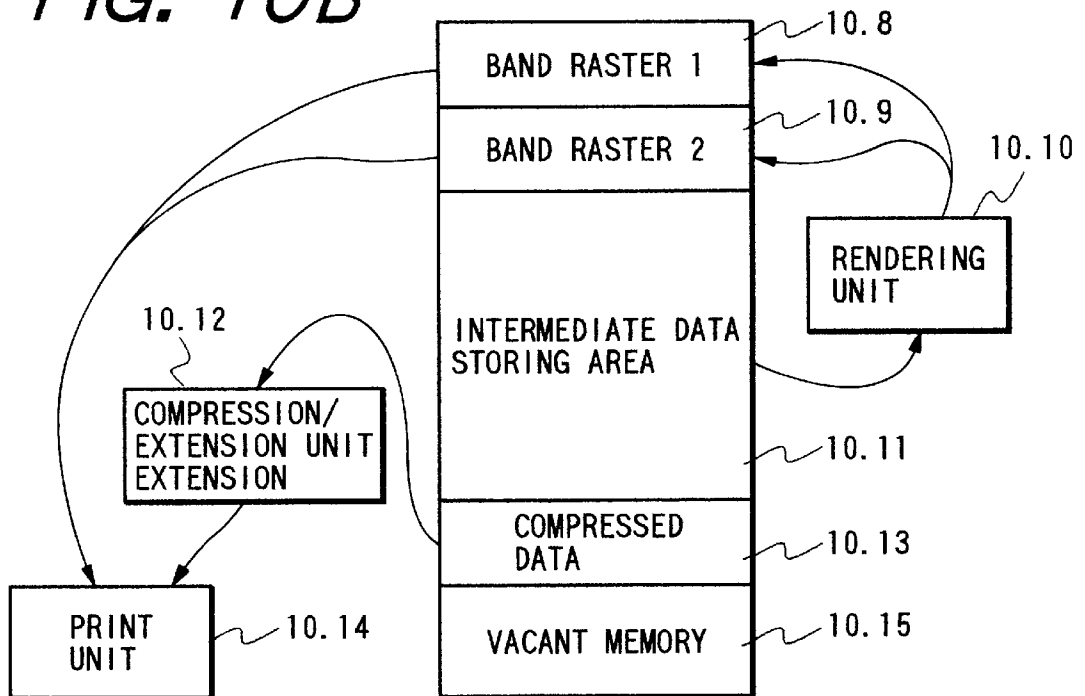 FIG. 10B
BAND RASTER 1
10.8
BAND RASTER 2
10.9
10.10
RENDERING
UNIT
INTERMEDIATE DATA
STORING AREA
10.11
10.12
COMPRESSION/
EXTENSION UNIT
EXTENSION
COMPRESSED
DATA
10.13
PRINT
UNIT
10.14
VACANT MEMORY
10.15